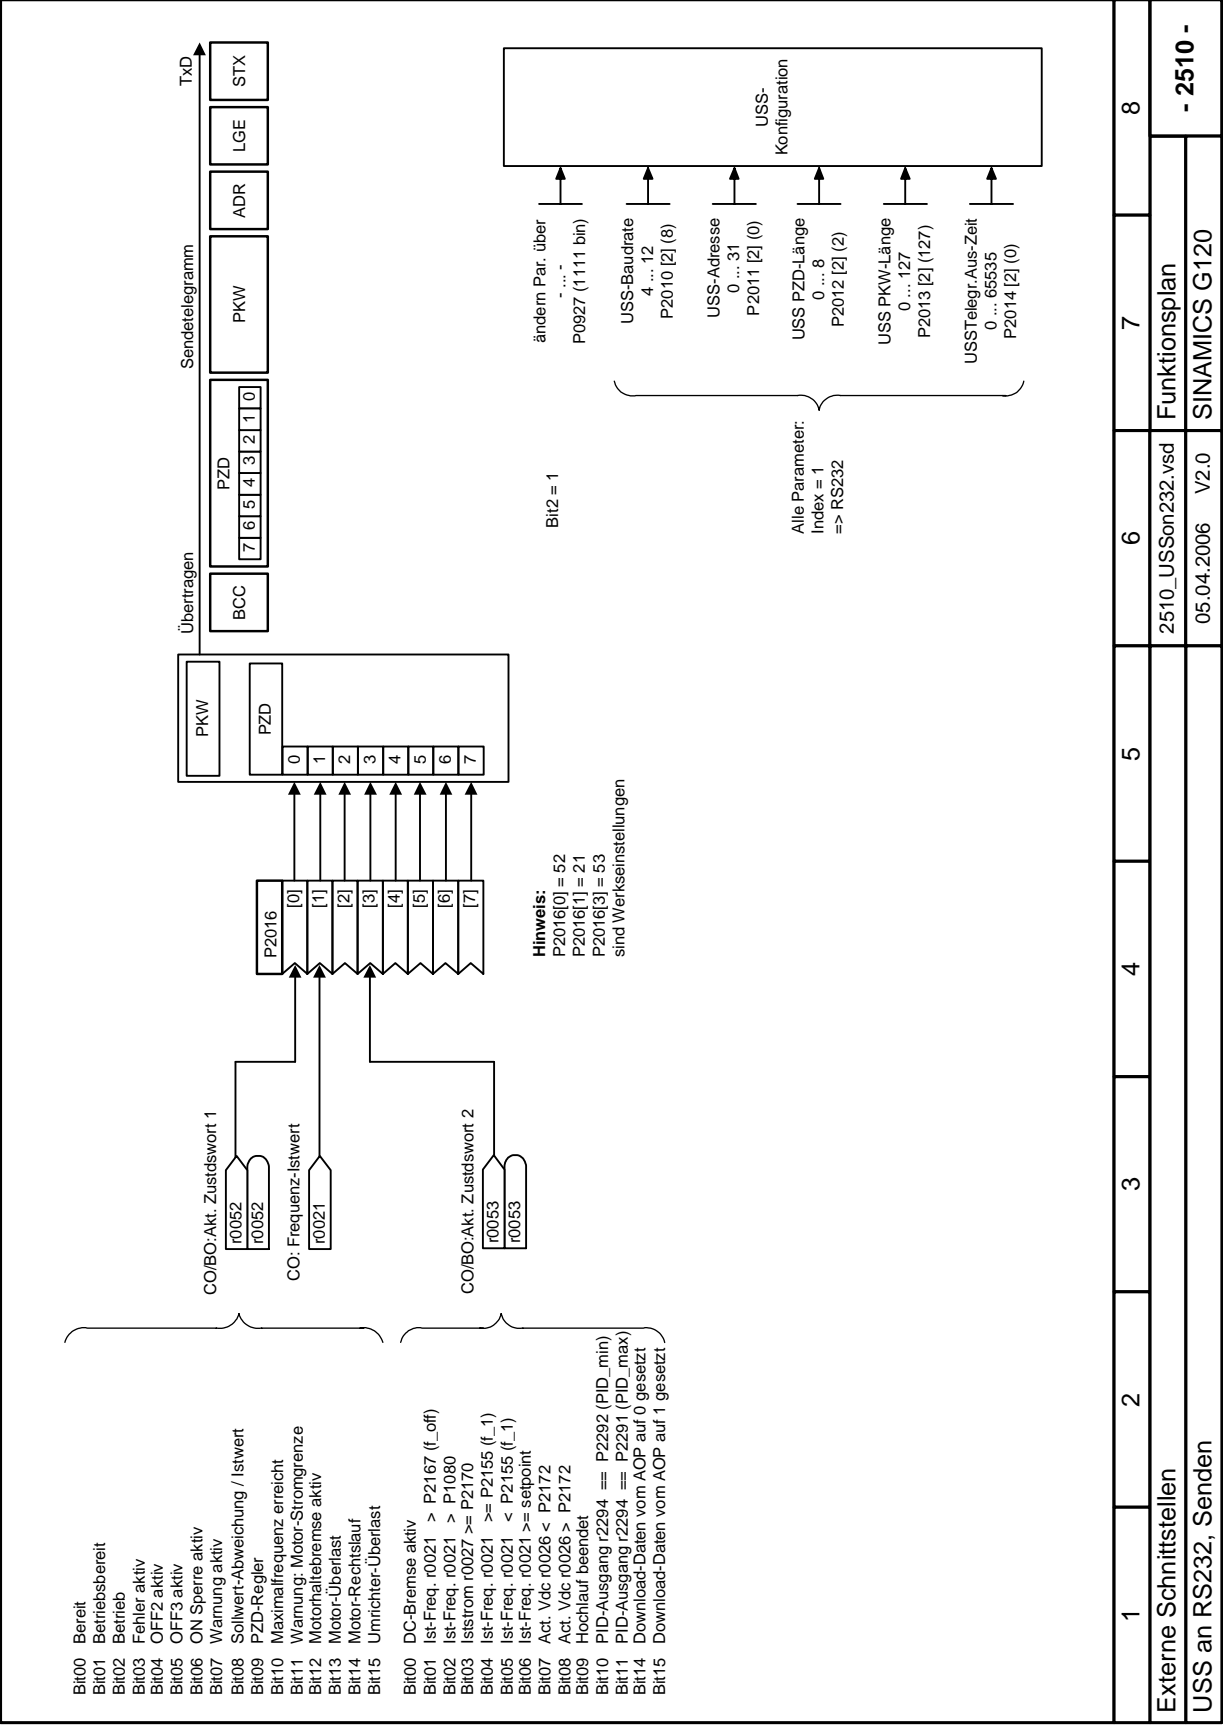 Bit00 Bereit
Bit01 Betriebsbereit
Bit02 Betrieb
Bit03 Fehler aktiv
Bit04 OFF2 aktiv
Bit05 OFF3 aktiv
Bit06 ON Sperre aktiv
Bit07 Warnung aktiv
Bit08 Sollwert-Abweichung / Istwert
Bit09 PZD-Regler
Bit10 Maximalfrequenz erreicht
Bit11 Warnung: Motor-Stromgrenze
Bit12 Motorhaltebremse aktiv
Bit13 Motor-Überlast
Bit14 Motor-Rechtslauf
Bit15 Umrichter-Überlast
Bit00 DC-Bremse aktiv
Bit01 Ist-Freq. r0021 > P2167 (f_off)
Bit02 Ist-Freq. r0021 > P1080
Bit03 Iststrom r0027 >= P2170
Bit04 Ist-Freq. r0021 >= P2155 (f_1)
Bit05 Ist-Freq. r0021 < P2155 (f_1)
Bit06 Ist-Freq. r0021 >= setpoint
Bit07 Act. Vdc r0026 < P2172
Bit08 Act. Vdc r0026 > P2172
Bit09 Hochlauf beendet
Bit10 PID-Ausgang r2294 == P2292 (PID_min)
Bit11 PID-Ausgang r2294 == P2291 (PID_max)
Bit14 Download-Daten vom AOP auf 0 gesetzt
Bit15 Download-Daten vom AOP auf 1 gesetzt
CO/BO:Akt. Zustdswort 1
r0052
r0052
CO: Frequenz-Istwert
r0021
CO/BO:Akt. Zustdswort 2
r0053
r0053
P2016
[0]
[1]
[2]
[3]
[4]
[5]
[6]
[7]
Hinweis:
P2016[0] = 52
P2016[1] = 21
P2016[3] = 53
sind Werkseinstellungen
PKW
PZD
0
1
2
3
4
5
6
7
Übertragen
Sendetelegramm
TxD
BCC
PZD
7 6 5 4 3 2 1 0
PKW
ADR
LGE
STX
Bit2 = 1
ändern Par. über
- ... -
P0927 (1111 bin)
USS-Baudrate
4 ... 12
P2010 [2] (8)
USS-Adresse
0 ... 31
P2011 [2] (0)
USS PZD-Länge
0 ... 8
P2012 [2] (2)
USS PKW-Länge
0 ... 127
P2013 [2] (127)
USSTelegr.Aus-Zeit
0 ... 65535
P2014 [2] (0)
Alle Parameter:
Index = 1
=> RS232
USS-
Konfiguration
1 2 3 4 5 6 7 8
Externe Schnittstellen
USS an RS232, Senden
2510_USSon232.vsd
05.04.2006 V2.0
Funktionsplan
SINAMICS G120
- 2510 -